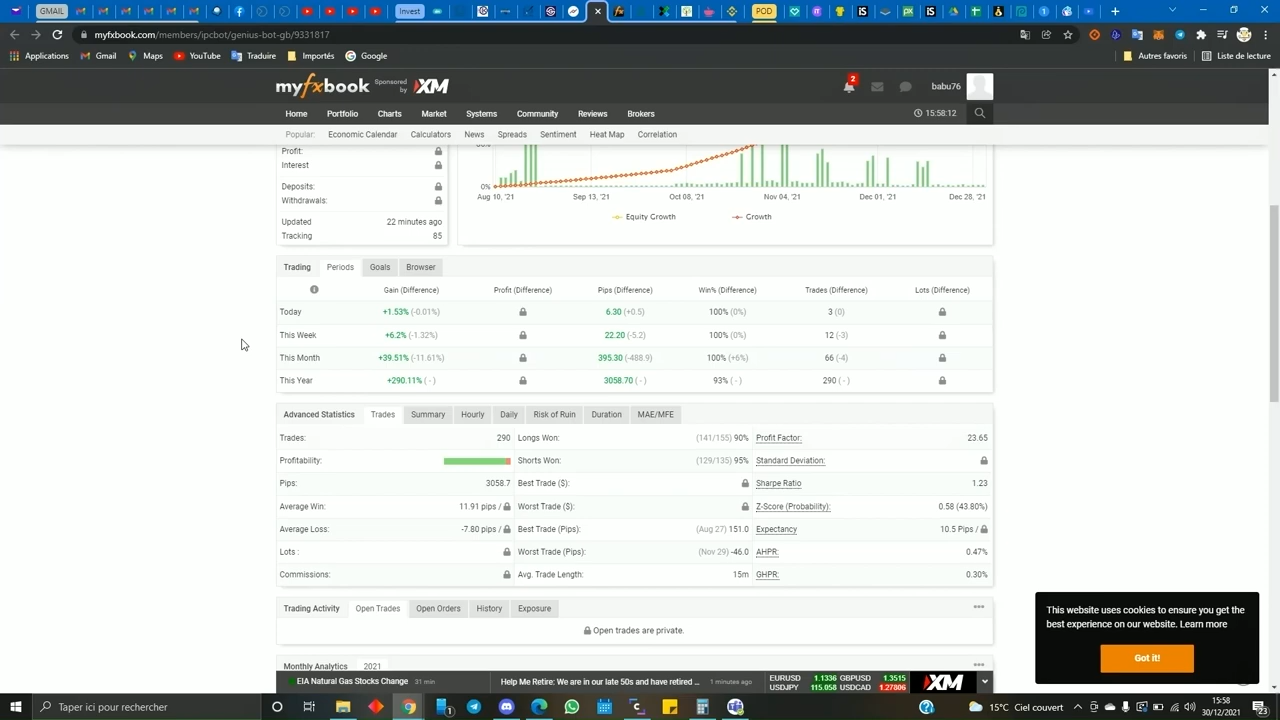 GMAIL
Invest
POD
myfxbook.com/members/ipcbot/genius-bot-gb/9331817
Applications Gmail Maps YouTube Traduire Importés Google Autres favoris Liste de lecture
myfxbook Sponsored by XM 2 babu76
Home Portfolio Charts Market Systems Community Reviews Brokers 15:58:12
Popular: Economic Calendar Calculators News Spreads Sentiment Heat Map Correlation
Profit:
Interest
Deposits:
Withdrawals:
Updated 22 minutes ago
Tracking 85
0%
Aug 10, '21 Sep 13, '21 Oct 08, '21 Nov 04, '21 Dec 01, '21 Dec 28, '21
Equity Growth Growth
Trading Periods Goals Browser
Gain (Difference) Profit (Difference) Pips (Difference) Win% (Difference) Trades (Difference) Lots (Difference)
Today +1.53% (-0.01%) 6.30 (+0.5) 100% (0%) 3 (0)
This Week +6.2% (-1.32%) 22.20 (-5.2) 100% (0%) 12 (-3)
This Month +39.51% (-11.61%) 395.30 (-488.9) 100% (+6%) 66 (-4)
This Year +290.11% ( - ) 3058.70 ( - ) 93% ( - ) 290 ( - )
Advanced Statistics Trades Summary Hourly Daily Risk of Ruin Duration MAE/MFE
Trades: 290 Longs Won: (141/155) 90% Profit Factor: 23.65
Profitability: Shorts Won: (129/135) 95% Standard Deviation:
Pips: 3058.7 Best Trade ($): Sharpe Ratio 1.23
Average Win: 11.91 pips / Worst Trade ($): Z-Score (Probability): 0.58 (43.80%)
Average Loss: -7.80 pips / Best Trade (Pips): (Aug 27) 151.0 Expectancy 10.5 Pips /
Lots : Worst Trade (Pips): (Nov 29) -46.0 AHPR: 0.47%
Commissions: Avg. Trade Length: 15m GHPR: 0.30%
Trading Activity Open Trades Open Orders History Exposure
Open trades are private.
Monthly Analytics 2021
This website uses cookies to ensure you get the
best experience on our website. Learn more
Got it!
EIA Natural Gas Stocks Change 31 min Help Me Retire: We are in our late 50s and have retired ... 1 minutes ago
EURUSD 1.1336 GBPUSD 1.3515
USDJPY 115.058 USDCAD 1.27806
XM
Taper ici pour rechercher
15°C Ciel couvert
15:58
30/12/2021
23